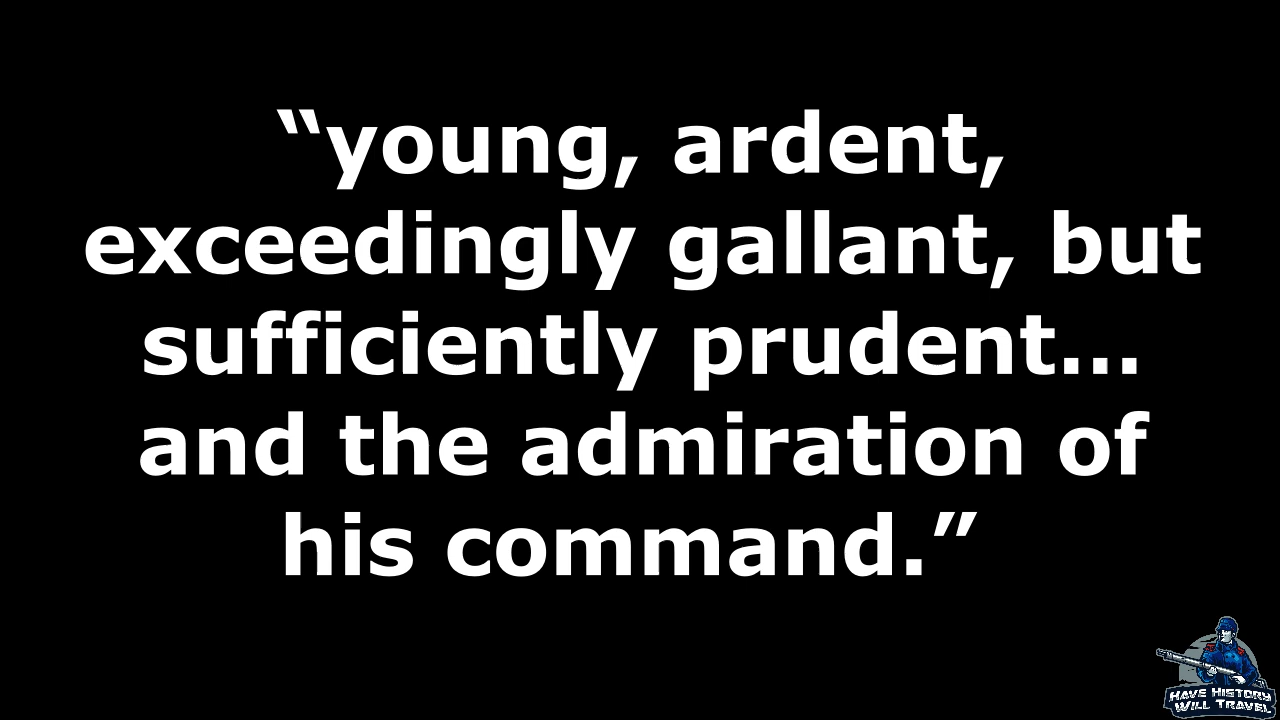 “young, ardent,
exceedingly gallant, but
sufficiently prudent...
and the admiration of
his command.”
HAVE HISTORY
WILL TRAVEL